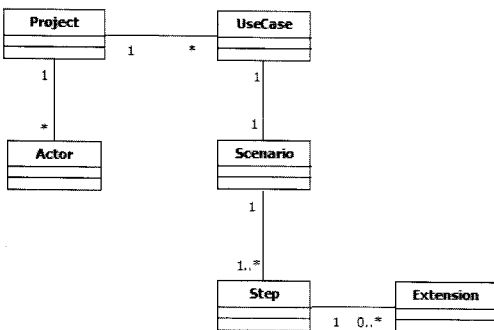 Project
UseCase
1 *
1
1
*
1
Actor
Scenario
1
1..*
Step
Extension
1 0..*